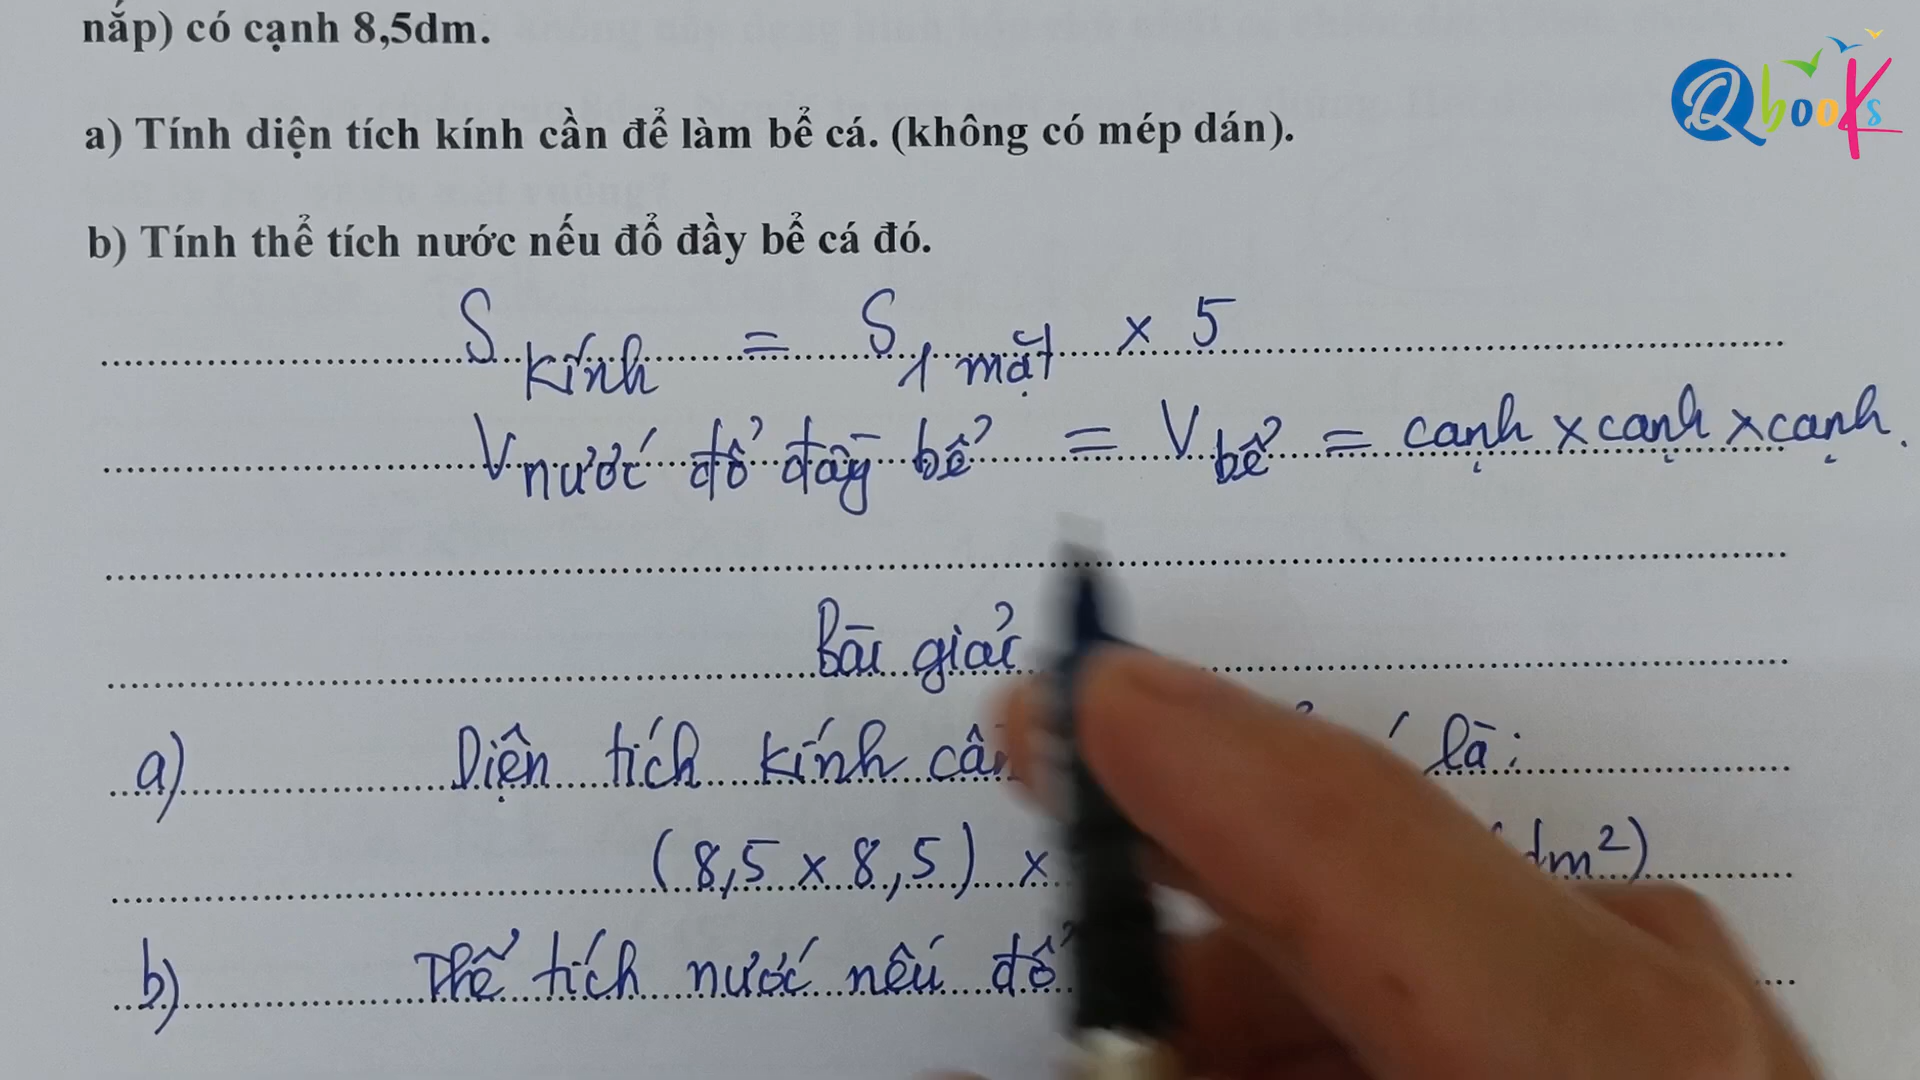 nắp) có cạnh 8,5dm.
Qbooks
a) Tính diện tích kính cần để làm bể cá. (không có mép dán).
b) Tính thể tích nước nếu đổ đầy bể cá đó.
S kính = S 1 mặt × 5
V nước đổ đầy bể = V bể = cạnh × cạnh × cạnh.
Bài giải
a) Diện tích kính là:
(8,5 × 8,5) × dm²)
b) Thể tích nước nếu đổ